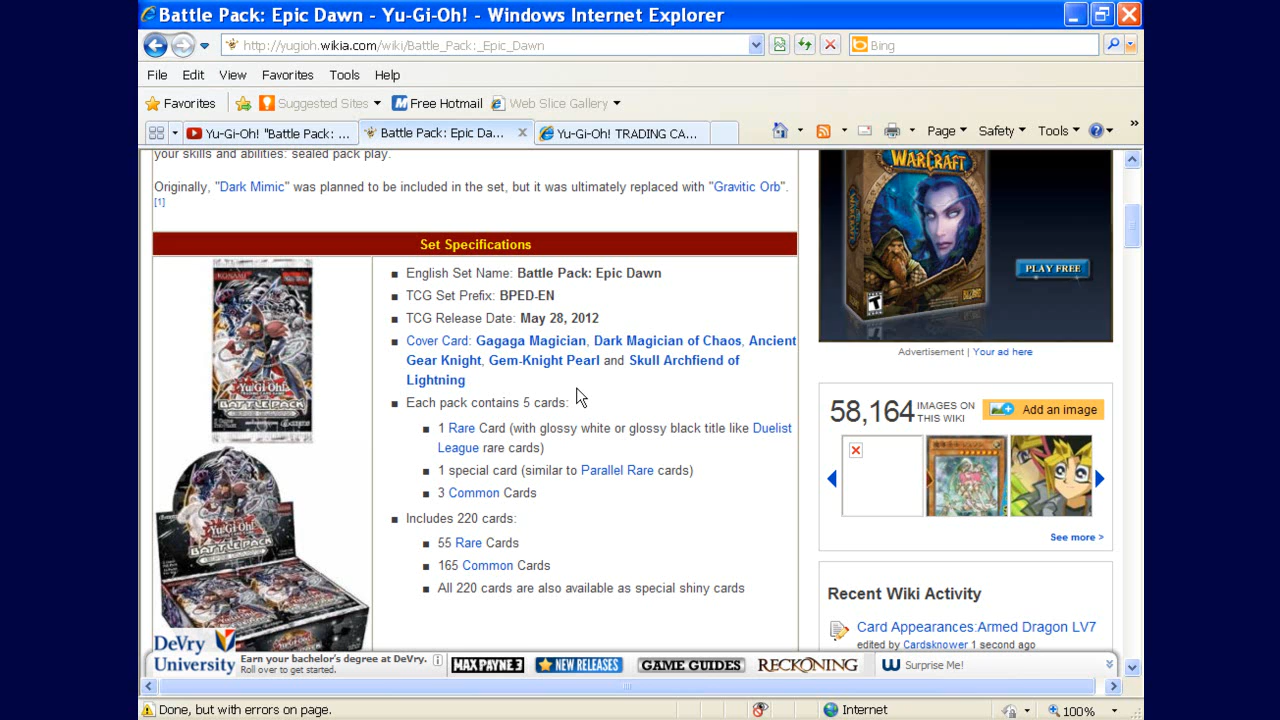 Battle Pack: Epic Dawn - Yu-Gi-Oh! - Windows Internet Explorer
http://yugioh.wikia.com/wiki/Battle_Pack:_Epic_Dawn
Bing
File Edit View Favorites Tools Help
Favorites Suggested Sites Free Hotmail Web Slice Gallery
Yu-Gi-Oh! "Battle Pack: ... Battle Pack: Epic Da... Yu-Gi-Oh! TRADING CA... Page Safety Tools
your skills and abilities: sealed pack play.
Originally, "Dark Mimic" was planned to be included in the set, but it was ultimately replaced with "Gravitic Orb".
[1]
Set Specifications
English Set Name: Battle Pack: Epic Dawn
TCG Set Prefix: BPED-EN
TCG Release Date: May 28, 2012
Cover Card: Gagaga Magician, Dark Magician of Chaos, Ancient
Gear Knight, Gem-Knight Pearl and Skull Archfiend of
Lightning
Each pack contains 5 cards:
1 Rare Card (with glossy white or glossy black title like Duelist
League rare cards)
1 special card (similar to Parallel Rare cards)
3 Common Cards
Includes 220 cards:
55 Rare Cards
165 Common Cards
All 220 cards are also available as special shiny cards
KONAMI
Yu-Gi-Oh!
BATTLE PACK
Yu-Gi-Oh!
BATTLE PACK
WARCRAFT
PLAY FREE
T
BLIZZARD
Advertisement | Your ad here
58,164 IMAGES ON
THIS WIKI
Add an image
See more >
Recent Wiki Activity
Card Appearances:Armed Dragon LV7
edited by Cardsknower 1 second ago
DeVry
University
Earn your bachelor's degree at DeVry.
Roll over to get started.
MAX PAYNE 3 NEW RELEASES GAME GUIDES RECKONING W Surprise Me!
Done, but with errors on page. Internet 100%